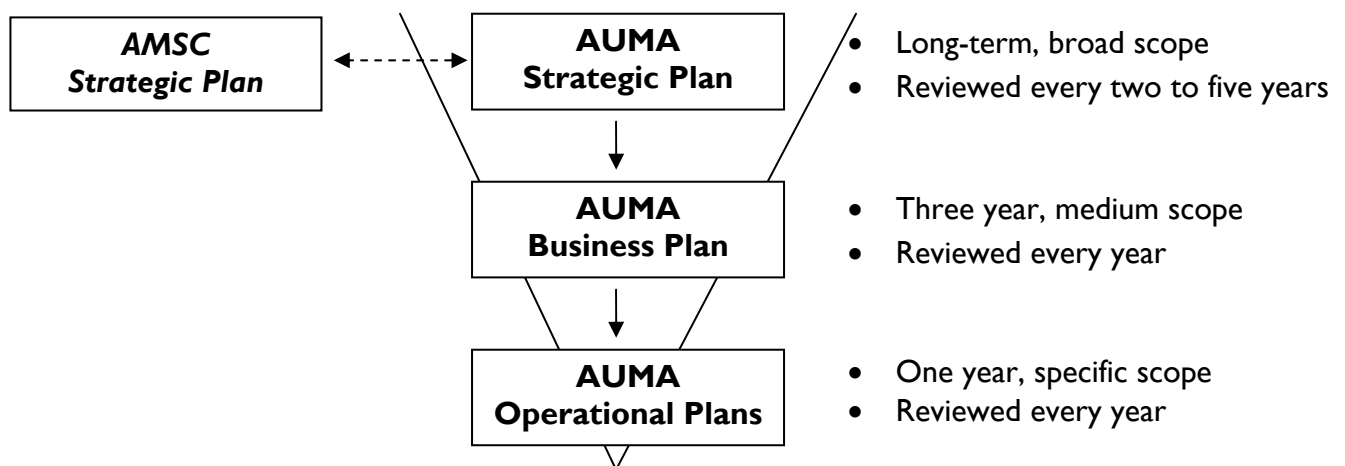 AMSC
Strategic Plan
AUMA
Strategic Plan
• Long-term, broad scope
• Reviewed every two to five years
AUMA
Business Plan
• Three year, medium scope
• Reviewed every year
AUMA
Operational Plans
• One year, specific scope
• Reviewed every year